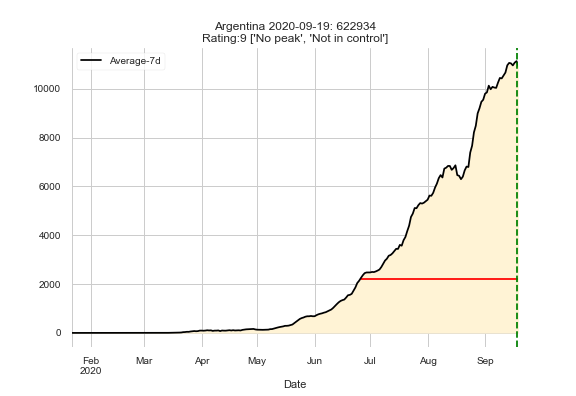 Argentina 2020-09-19: 622934
Rating:9 ['No peak', 'Not in control']
Average-7d
10000
8000
6000
4000
2000
0
Feb Mar Apr May Jun Jul Aug Sep
2020
Date